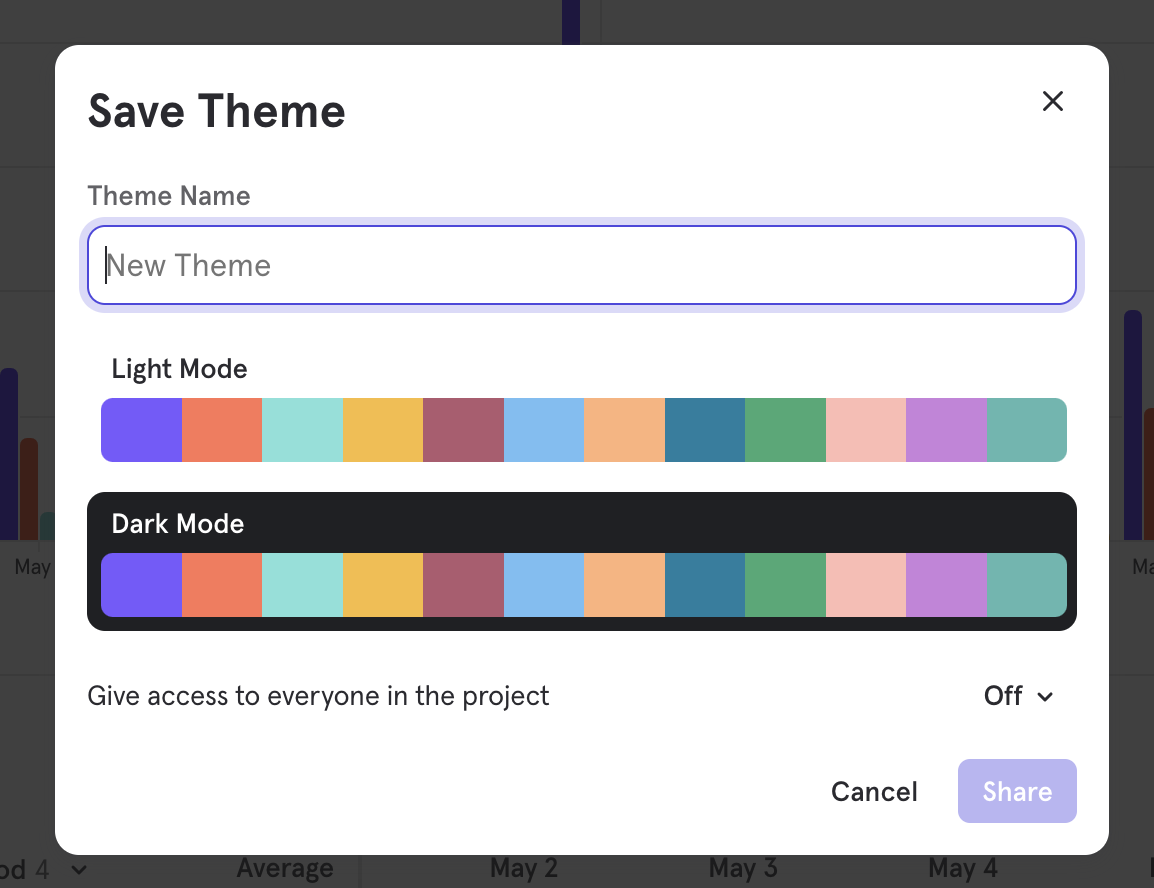 Save Theme
Theme Name
New Theme
Light Mode
Dark Mode
Give access to everyone in the project
Off
Cancel
Share
May
od 4
Average
May 2
May 3
May 4